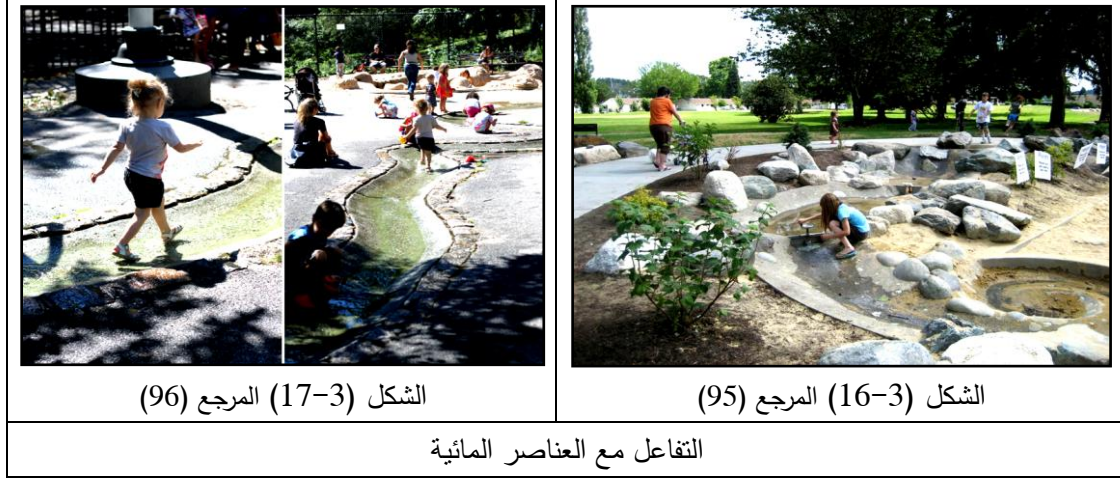 الشكل (3-16) المرجع (95)
الشكل (3-17) المرجع (96)
التفاعل مع العناصر المائية